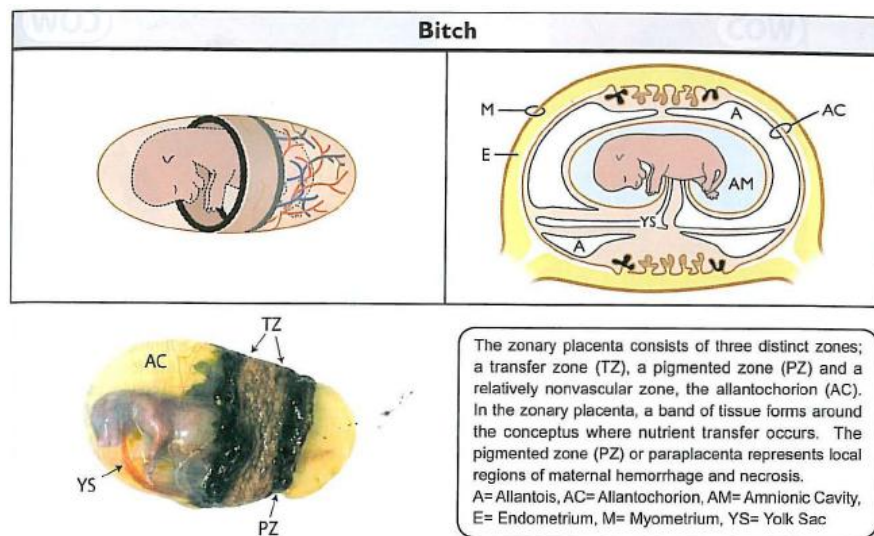 Bitch
M
E
A
AC
AM
YS
A
TZ
AC
YS
PZ
The zonary placenta consists of three distinct zones;
a transfer zone (TZ), a pigmented zone (PZ) and a
relatively nonvascular zone, the allantochorion (AC).
In the zonary placenta, a band of tissue forms around
the conceptus where nutrient transfer occurs. The
pigmented zone (PZ) or paraplacenta represents local
regions of maternal hemorrhage and necrosis.
A= Allantois, AC= Allantochorion, AM= Amnionic Cavity,
E= Endometrium, M= Myometrium, YS= Yolk Sac